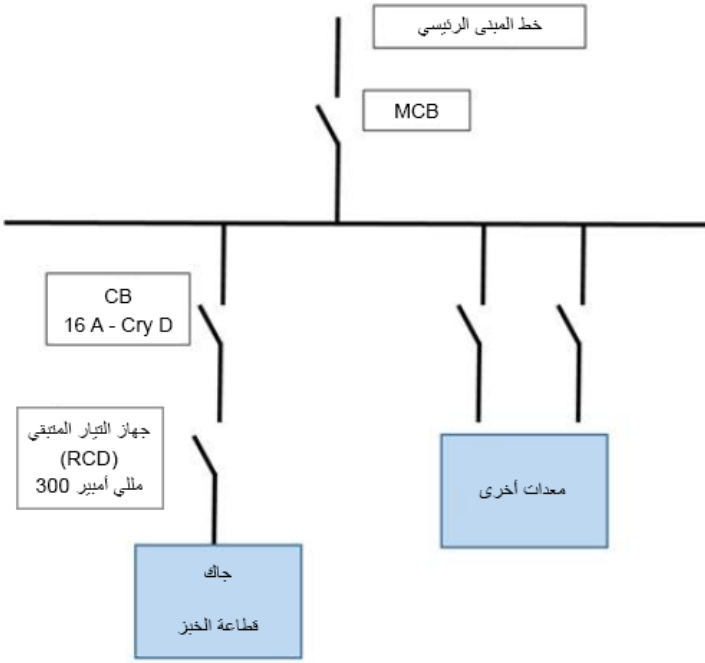 خط المبنى الرئيسي
MCB
CB
16 A - Cry D
جهاز التيار المتبقي
(RCD)
300 مللي أمبير
معدات أخرى
جاك
قطاعة الخبز